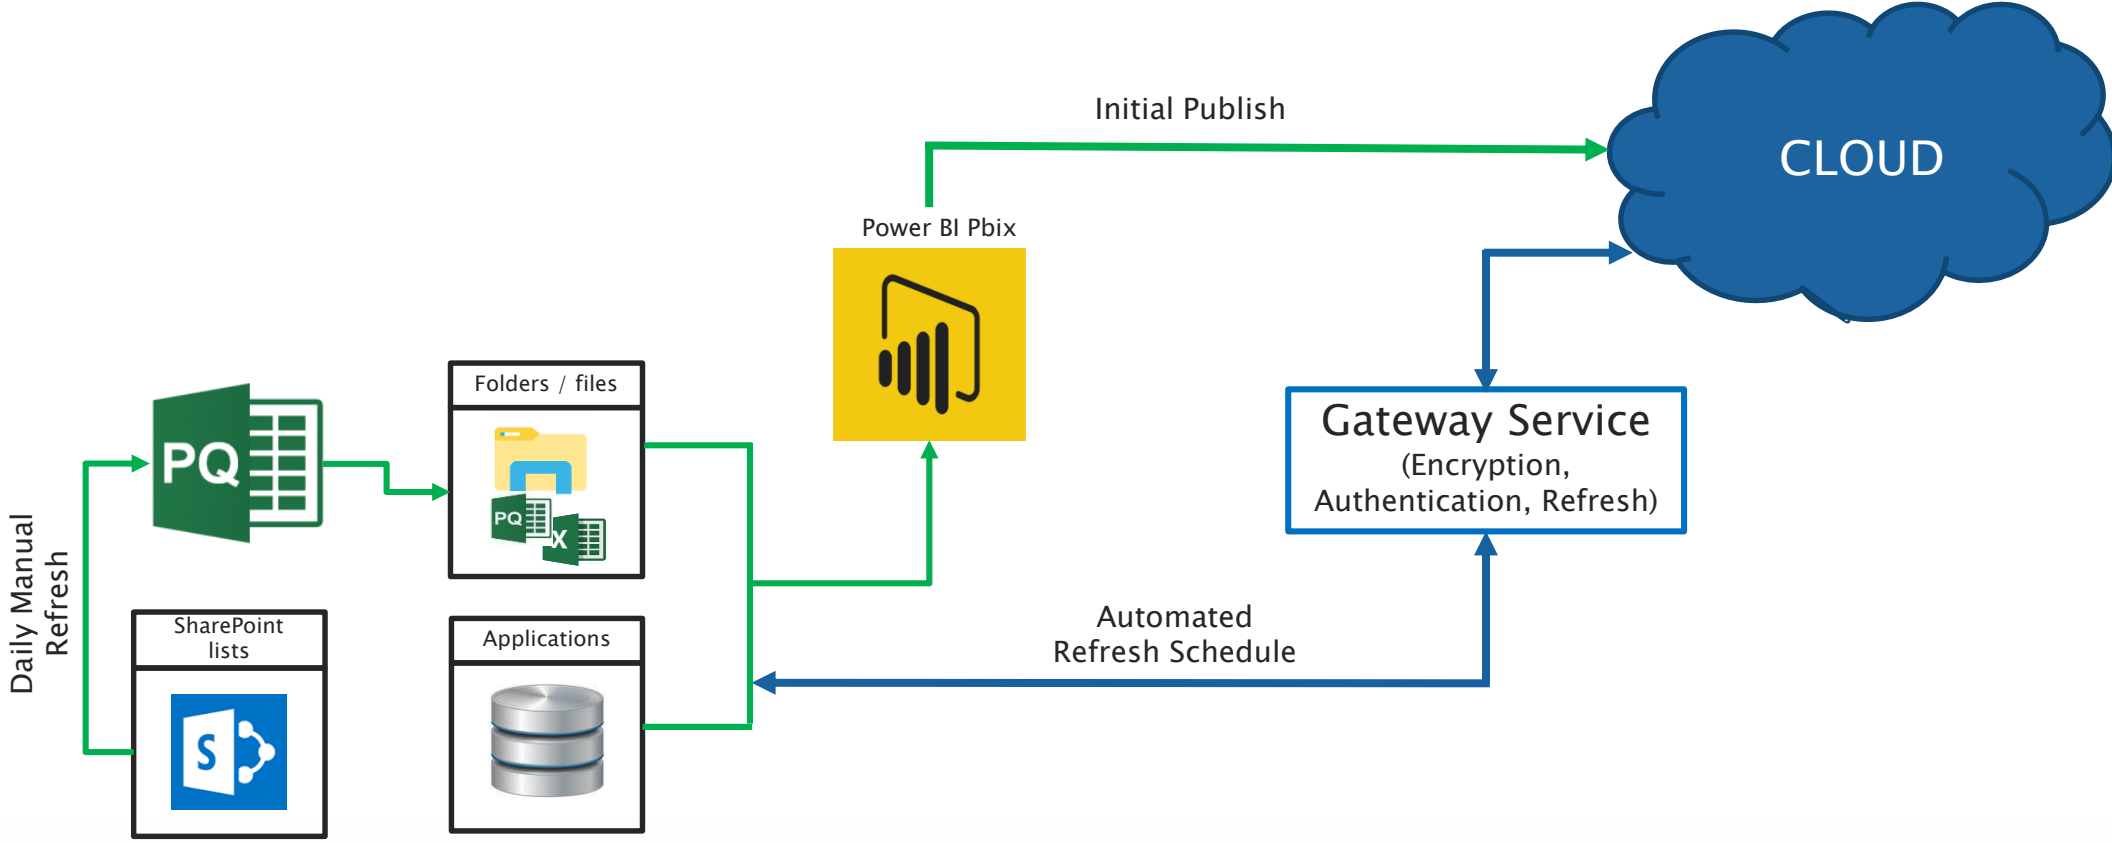 Initial Publish
CLOUD
Power BI Pbix
Folders / files
PQ
PQ
X
Gateway Service
(Encryption,
Authentication, Refresh)
Daily Manual
Refresh
SharePoint
lists
S
Applications
Automated
Refresh Schedule